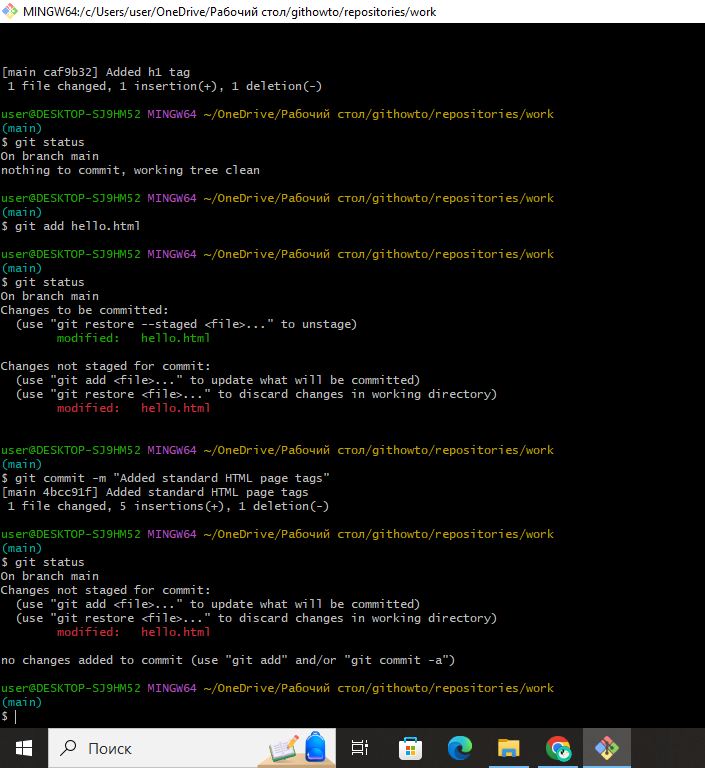 MINGW64:/c/Users/user/OneDrive/Рабочий стол/githowto/repositories/work
[main caf9b32] Added h1 tag
 1 file changed, 1 insertion(+), 1 deletion(-)
user@DESKTOP-SJ9HM52 MINGW64 ~/OneDrive/Рабочий стол/githowto/repositories/work
(main)
$ git status
On branch main
nothing to commit, working tree clean
user@DESKTOP-SJ9HM52 MINGW64 ~/OneDrive/Рабочий стол/githowto/repositories/work
(main)
$ git add hello.html
user@DESKTOP-SJ9HM52 MINGW64 ~/OneDrive/Рабочий стол/githowto/repositories/work
(main)
$ git status
On branch main
Changes to be committed:
  (use "git restore --staged <file>..." to unstage)
        modified:   hello.html
Changes not staged for commit:
  (use "git add <file>..." to update what will be committed)
  (use "git restore <file>..." to discard changes in working directory)
        modified:   hello.html
user@DESKTOP-SJ9HM52 MINGW64 ~/OneDrive/Рабочий стол/githowto/repositories/work
(main)
$ git commit -m "Added standard HTML page tags"
[main 4bcc91f] Added standard HTML page tags
 1 file changed, 5 insertions(+), 1 deletion(-)
user@DESKTOP-SJ9HM52 MINGW64 ~/OneDrive/Рабочий стол/githowto/repositories/work
(main)
$ git status
On branch main
Changes not staged for commit:
  (use "git add <file>..." to update what will be committed)
  (use "git restore <file>..." to discard changes in working directory)
        modified:   hello.html
no changes added to commit (use "git add" and/or "git commit -a")
user@DESKTOP-SJ9HM52 MINGW64 ~/OneDrive/Рабочий стол/githowto/repositories/work
(main)
$
Поиск